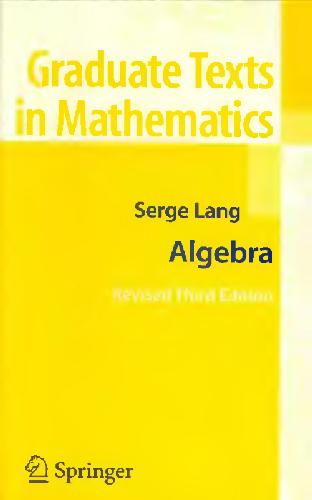 Graduate Texts
in Mathematics
Serge Lang
Algebra
Revised Third Edition
Springer